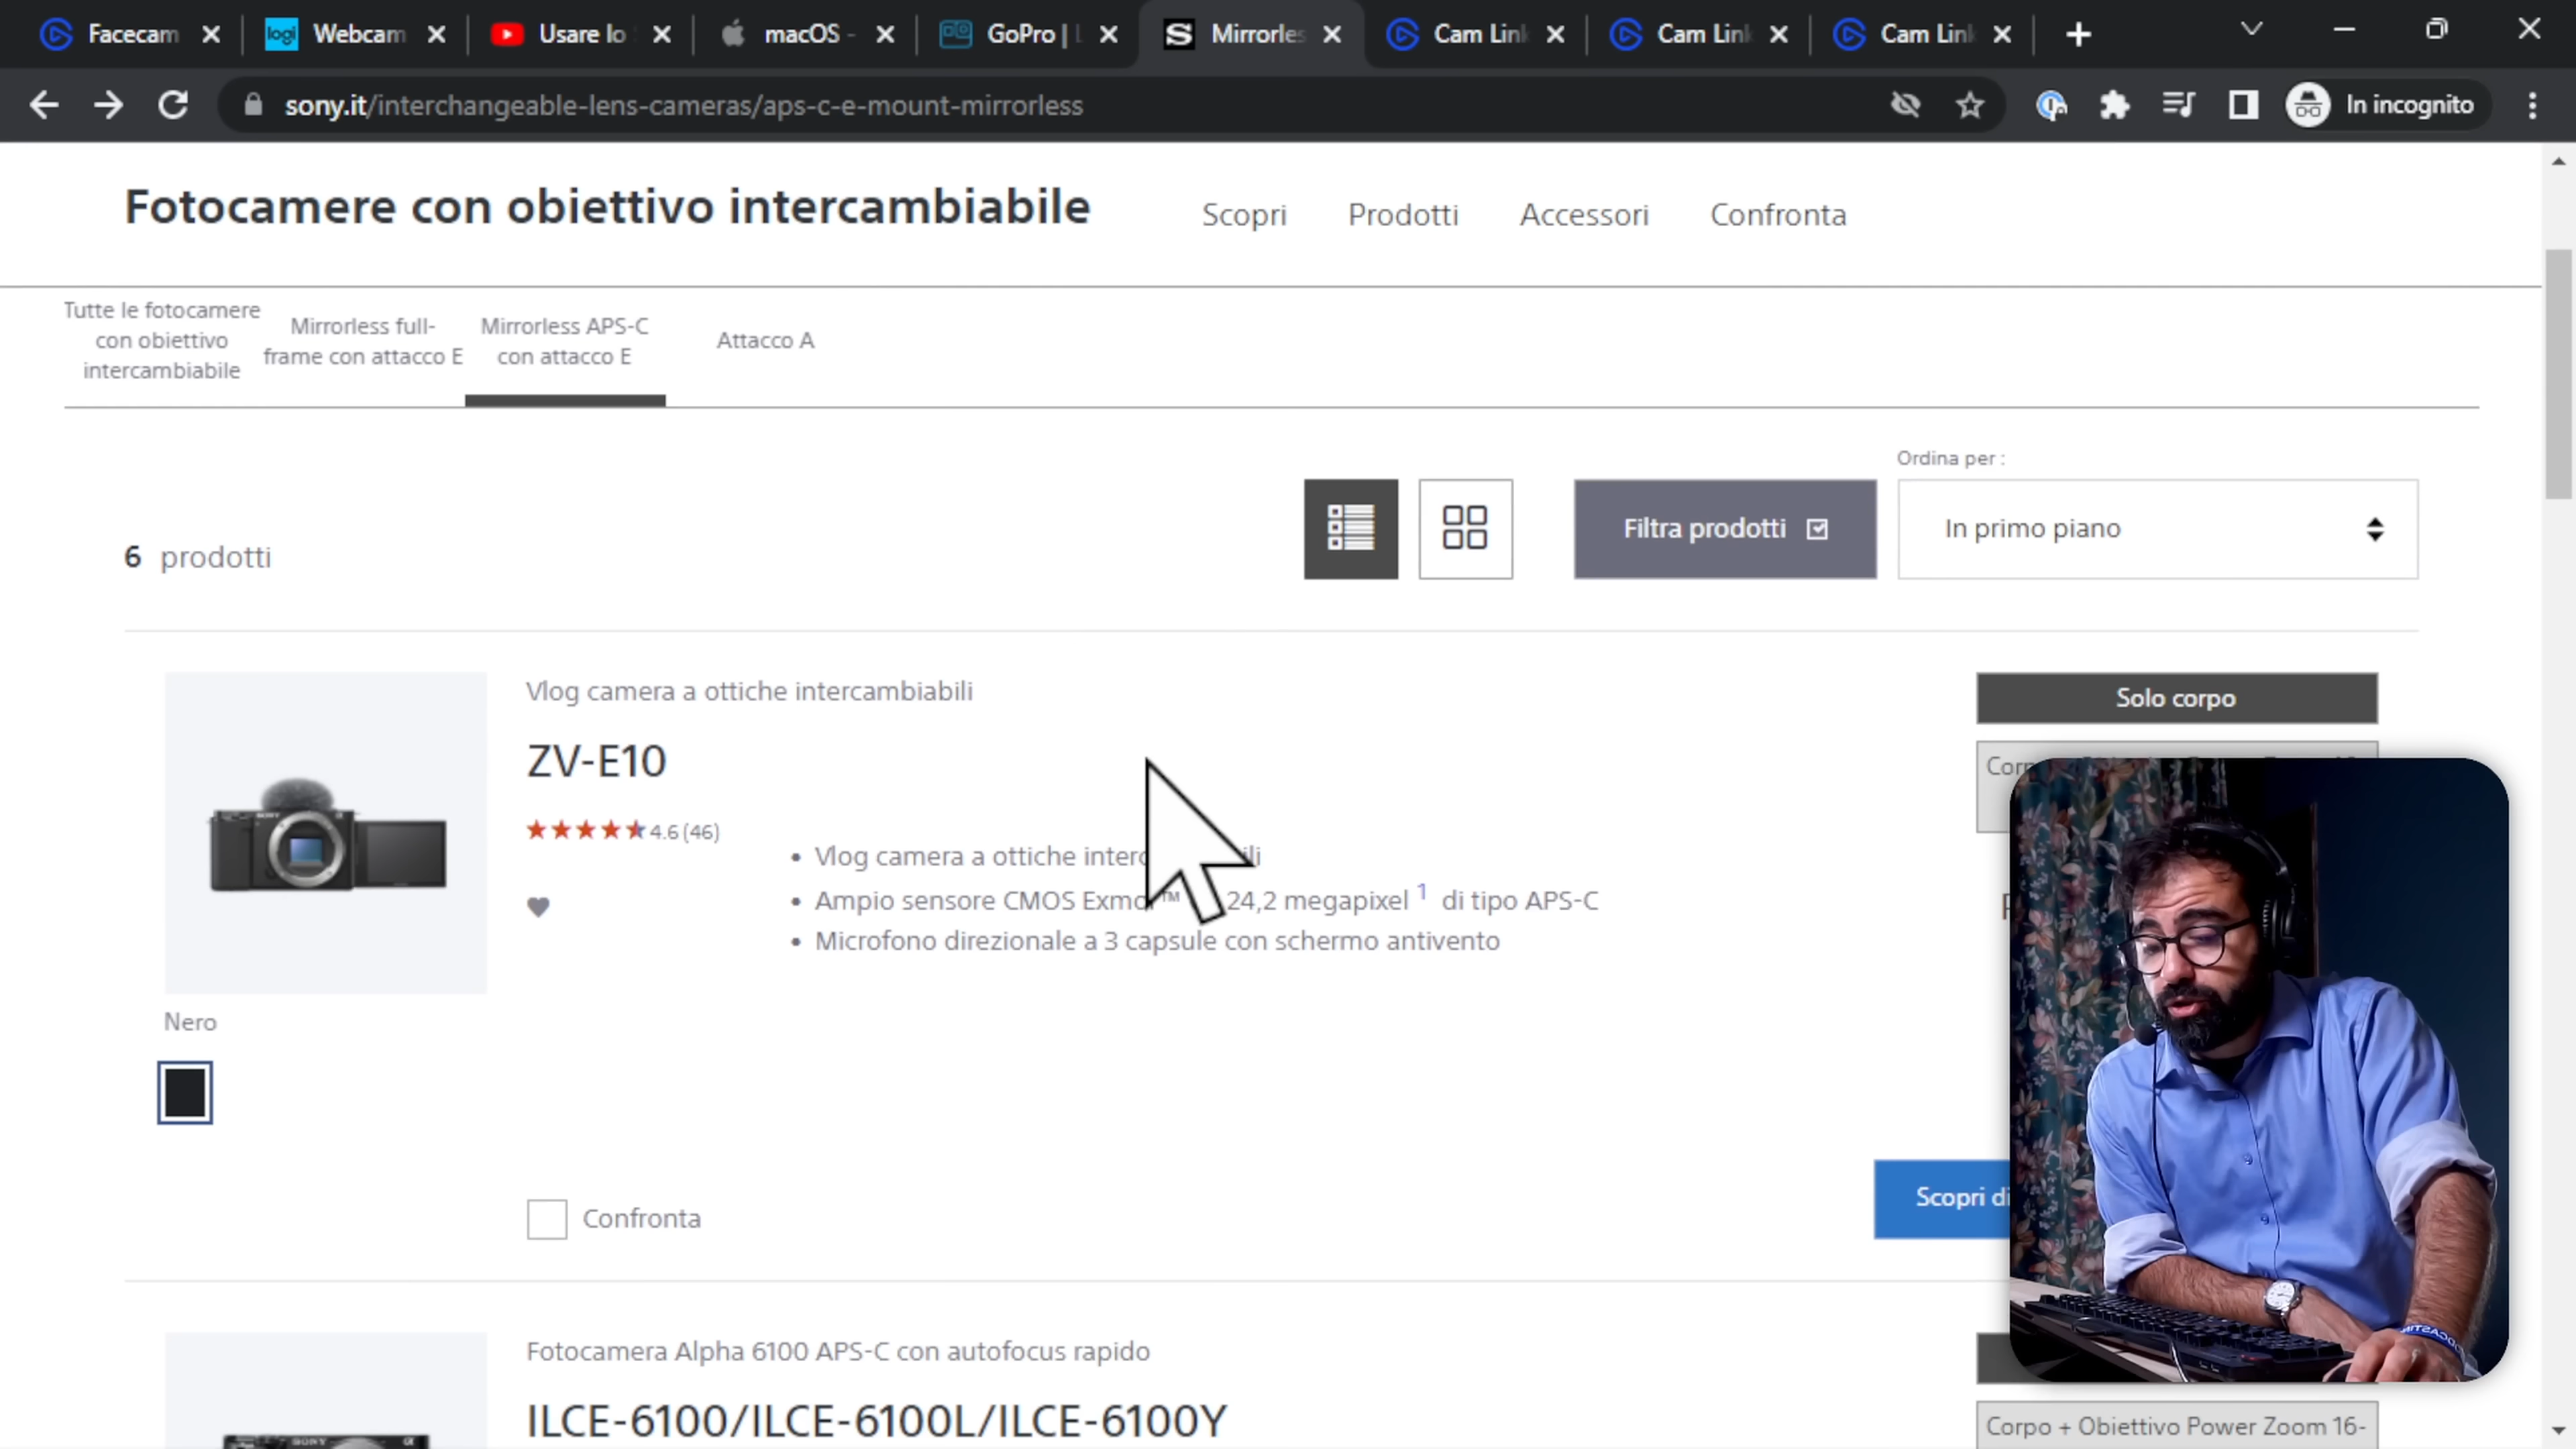 Facecam
Webcam
Usare lo
macOS -
GoPro |
Mirrorles
Cam Link
Cam Link
Cam Link
sony.it/interchangeable-lens-cameras/aps-c-e-mount-mirrorless
In incognito
Fotocamere con obiettivo intercambiabile
Scopri
Prodotti
Accessori
Confronta
Tutte le fotocamere
con obiettivo
intercambiabile
Mirrorless full-
frame con attacco E
Mirrorless APS-C
con attacco E
Attacco A
Ordina per :
6 prodotti
Filtra prodotti
In primo piano
Vlog camera a ottiche intercambiabili
Solo corpo
ZV-E10
4.6 (46)
• Vlog camera a ottiche
• Ampio sensore CMOS 24,2 megapixel 1 di tipo APS-C
• Microfono direzionale a 3 capsule con schermo antivento
Nero
Scopri di
Confronta
Fotocamera Alpha 6100 APS-C con autofocus rapido
ILCE-6100/ILCE-6100L/ILCE-6100Y
Corpo + Obiettivo Power Zoom 16-
SONY